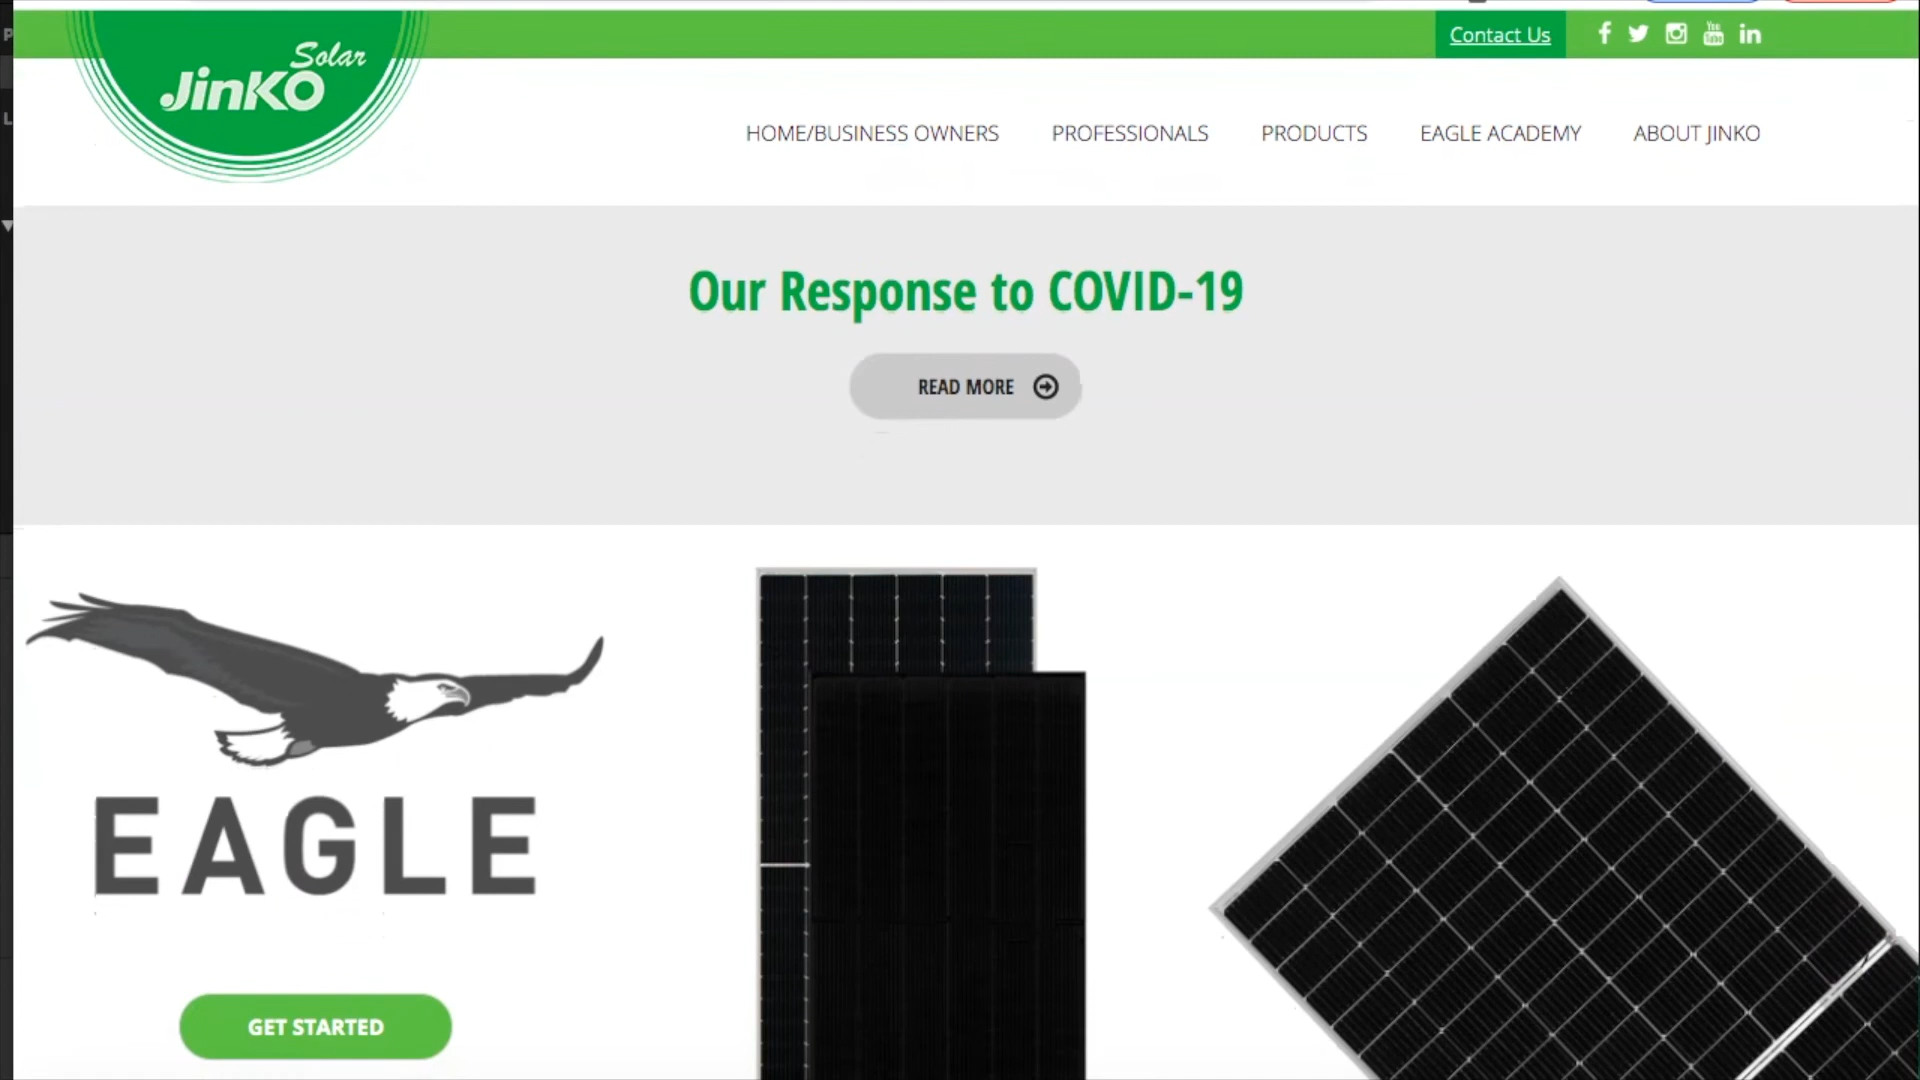 Contact Us
Solar
JinKO
HOME/BUSINESS OWNERS PROFESSIONALS PRODUCTS EAGLE ACADEMY ABOUT JINKO
Our Response to COVID-19
READ MORE
EAGLE
GET STARTED